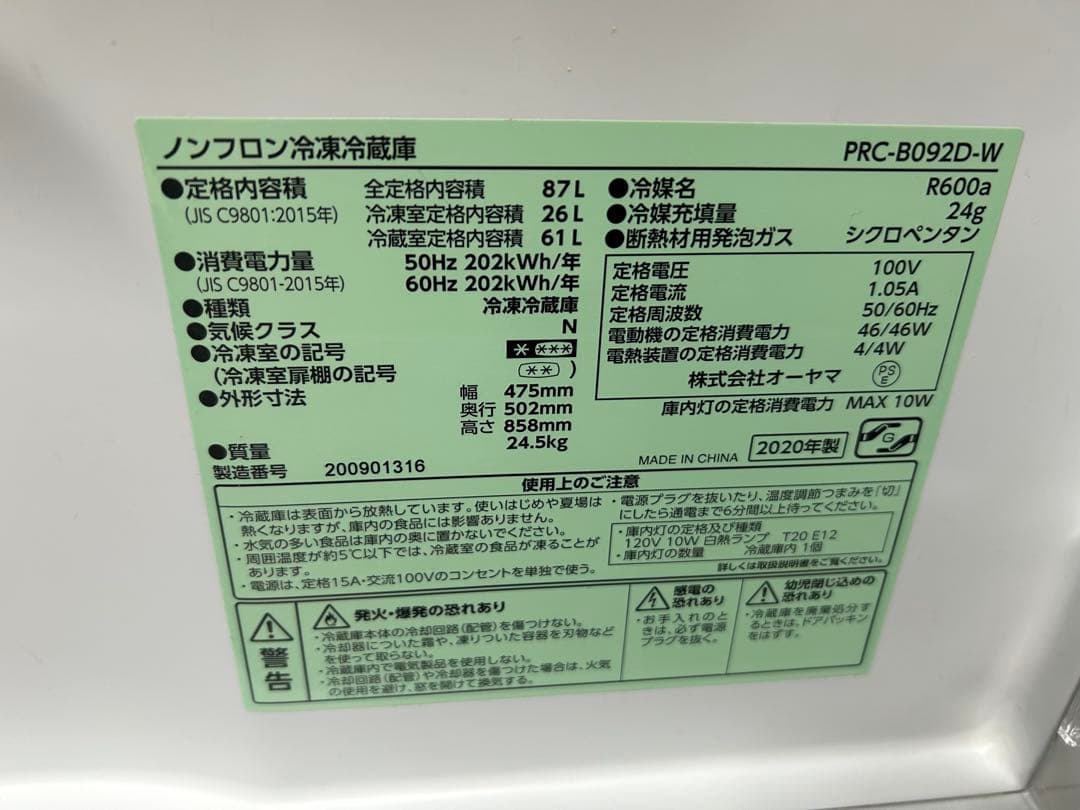 ノンフロン冷凍冷蔵庫 PRC-B092D-W
●定格内容積 全定格内容積 87L
(JIS C9801:2015年) 冷凍室定格内容積 26L
冷蔵室定格内容積 61L
●消費電力量 50Hz 202kWh/年
(JIS C9801-2015年) 60Hz 202kWh/年
●種類 冷凍冷蔵庫
●気候クラス N
●冷凍室の記号 * ***
(冷凍室扉棚の記号 ** )
●外形寸法 幅 475mm
奥行 502mm
高さ 858mm
●質量 24.5kg
製造番号 200901316
●冷媒名 R600a
●冷媒充填量 24g
●断熱材用発泡ガス シクロペンタン
定格電圧 100V
定格電流 1.05A
定格周波数 50/60Hz
電動機の定格消費電力 46/46W
電熱装置の定格消費電力 4/4W
株式会社オーヤマ PSE
庫内灯の定格消費電力 MAX 10W
MADE IN CHINA 2020年製 G
使用上のご注意
・冷蔵庫は表面から放熱しています。使いはじめや夏場は
熱くなりますが、庫内の食品には影響ありません。
・水気の多い食品は庫内の奥に置かないでください。
・周囲温度が約5℃以下では、冷蔵室の食品が凍ることが
あります。
・電源は、定格15A・交流100Vのコンセントを単独で使う。
・電源プラグを抜いたり、温度調節つまみを「切」
にしたら通電まで6分間以上待ってください。
・庫内灯の定格及び種類
120V 10W 白熱ランプ T20 E12
・庫内灯の数量 冷蔵庫内 1個
詳しくは取扱説明書をご覧ください。
警告
発火・爆発の恐れあり
・冷蔵庫本体の冷却回路(配管)を傷つけない。
・冷却器についた霜や、凍りついた容器を刃物など
を使って取らない。
・冷蔵庫内で電気製品を使用しない。
・冷却回路(配管)や冷却器を傷つけた場合は、火気
の使用を避け、窓を開けて換気する。
感電の
恐れあり
・お手入れのと
きは、必ず電源
プラグを抜く。
幼児閉じ込めの
恐れあり
・冷蔵庫を廃棄処分す
るときは、ドアパッキン
をはずす。